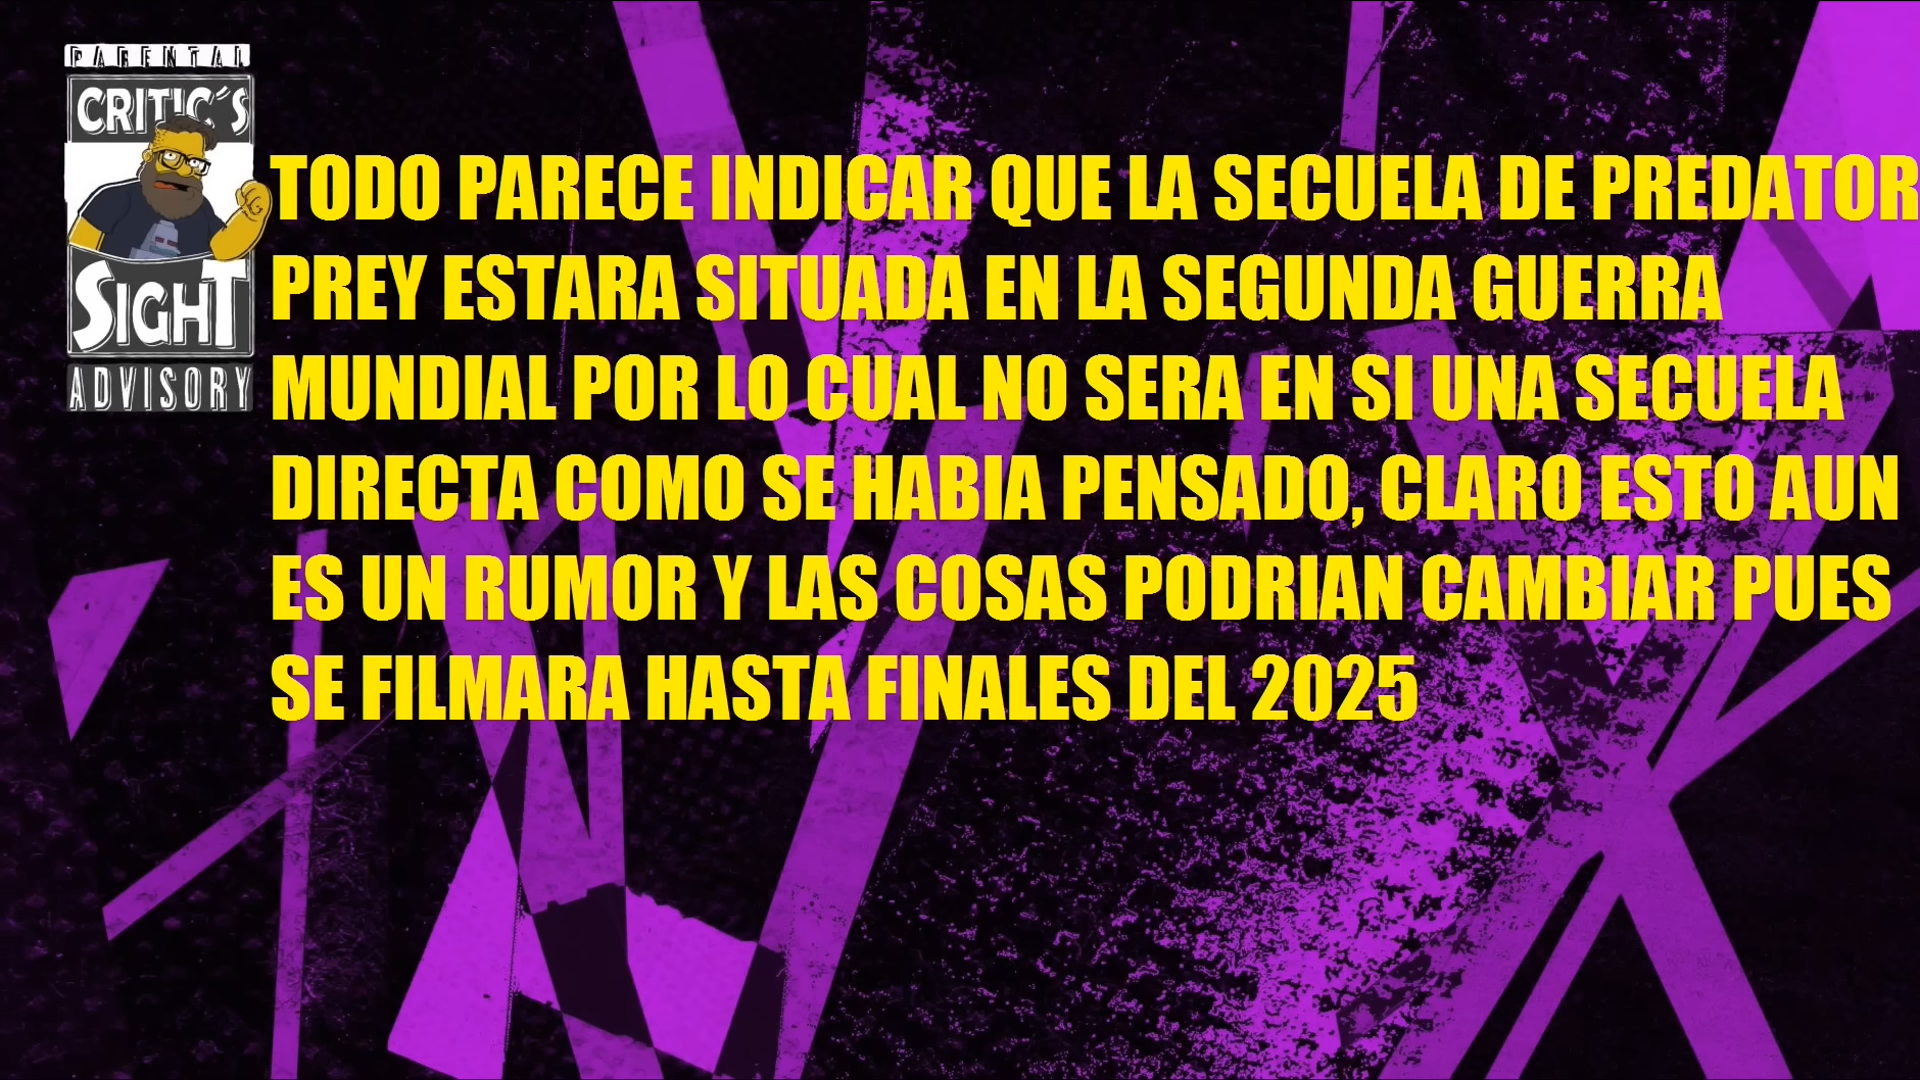 PARENTAL
CRITIC´S
SIGHT
ADVISORY
TODO PARECE INDICAR QUE LA SECUELA DE PREDATOR
PREY ESTARA SITUADA EN LA SEGUNDA GUERRA
MUNDIAL POR LO CUAL NO SERA EN SI UNA SECUELA
DIRECTA COMO SE HABIA PENSADO, CLARO ESTO AUN
ES UN RUMOR Y LAS COSAS PODRIAN CAMBIAR PUES
SE FILMARA HASTA FINALES DEL 2025